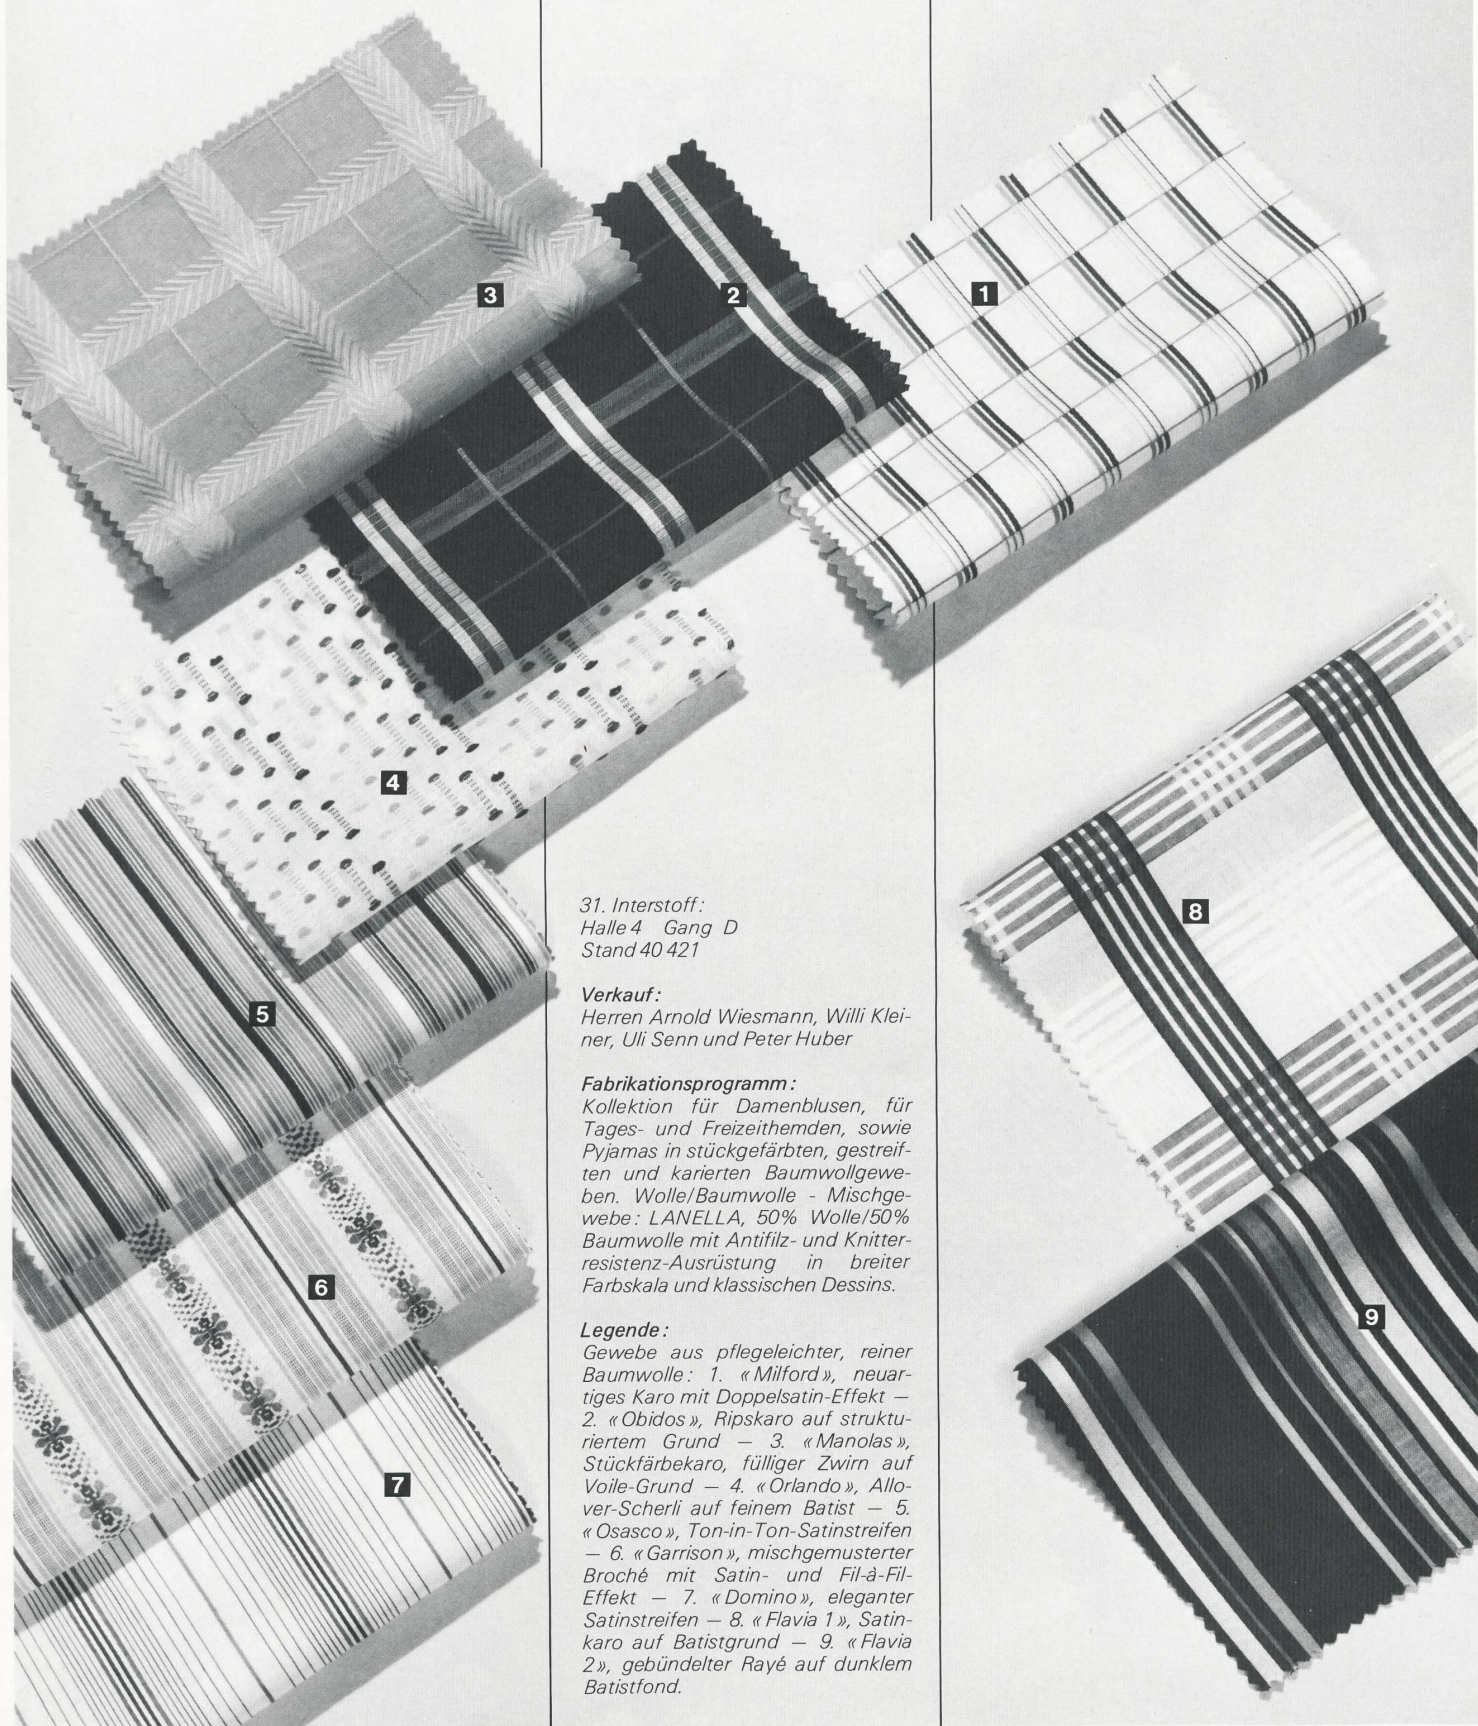 3
2
1
4
8
5
6
9
7
31. Interstoff:
Halle 4 Gang D
Stand 40 421
Verkauf:
Herren Arnold Wiesmann, Willi Klei-
ner, Uli Senn und Peter Huber
Fabrikationsprogramm:
Kollektion für Damenblusen, für
Tages- und Freizeithemden, sowie
Pyjamas in stückgefärbten, gestreif-
ten und karierten Baumwollgewe-
ben. Wolle/Baumwolle - Mischge-
webe: LANELLA, 50% Wolle/50%
Baumwolle mit Antifilz- und Knitter-
resistenz-Ausrüstung in breiter
Farbskala und klassischen Dessins.
Legende:
Gewebe aus pflegeleichter, reiner
Baumwolle: 1. «Milford», neuar-
tiges Karo mit Doppelsatin-Effekt —
2. «Obidos», Ripskaro auf struktu-
riertem Grund — 3. «Manolas»,
Stückfärbekaro, fülliger Zwirn auf
Voile-Grund — 4. «Orlando», Allo-
ver-Scherli auf feinem Batist — 5.
«Osasco», Ton-in-Ton-Satinstreifen
— 6. «Garrison», mischgemusterter
Broché mit Satin- und Fil-à-Fil-
Effekt — 7. «Domino», eleganter
Satinstreifen — 8. «Flavia 1», Satin-
karo auf Batistgrund — 9. «Flavia
2», gebündelter Rayé auf dunklem
Batistfond.